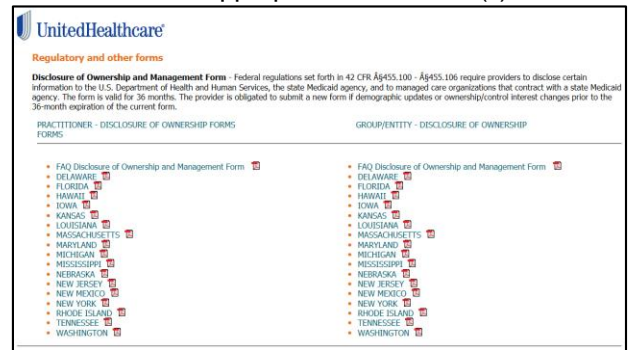 UnitedHealthcare®
Regulatory and other forms
Disclosure of Ownership and Management Form - Federal regulations set forth in 42 CFR Â§455.100 - Â§455.106 require providers to disclose certain
information to the U.S. Department of Health and Human Services, the state Medicaid agency, and to managed care organizations that contract with a state Medicaid
agency. The form is valid for 36 months. The provider is obligated to submit a new form if demographic updates or ownership/control interest changes prior to the
36-month expiration of the current form.
PRACTITIONER - DISCLOSURE OF OWNERSHIP FORMS
FORMS
• FAQ Disclosure of Ownership and Management Form
• DELAWARE
• FLORIDA
• HAWAII
• IOWA
• KANSAS
• LOUISIANA
• MASSACHUSETTS
• MARYLAND
• MICHIGAN
• MISSISSIPPI
• NEBRASKA
• NEW JERSEY
• NEW MEXICO
• NEW YORK
• RHODE ISLAND
• TENNESSEE
• WASHINGTON
GROUP/ENTITY - DISCLOSURE OF OWNERSHIP
• FAQ Disclosure of Ownership and Management Form
• DELAWARE
• FLORIDA
• HAWAII
• IOWA
• KANSAS
• LOUISIANA
• MASSACHUSETTS
• MARYLAND
• MICHIGAN
• MISSISSIPPI
• NEBRASKA
• NEW JERSEY
• NEW MEXICO
• NEW YORK
• RHODE ISLAND
• TENNESSEE
• WASHINGTON